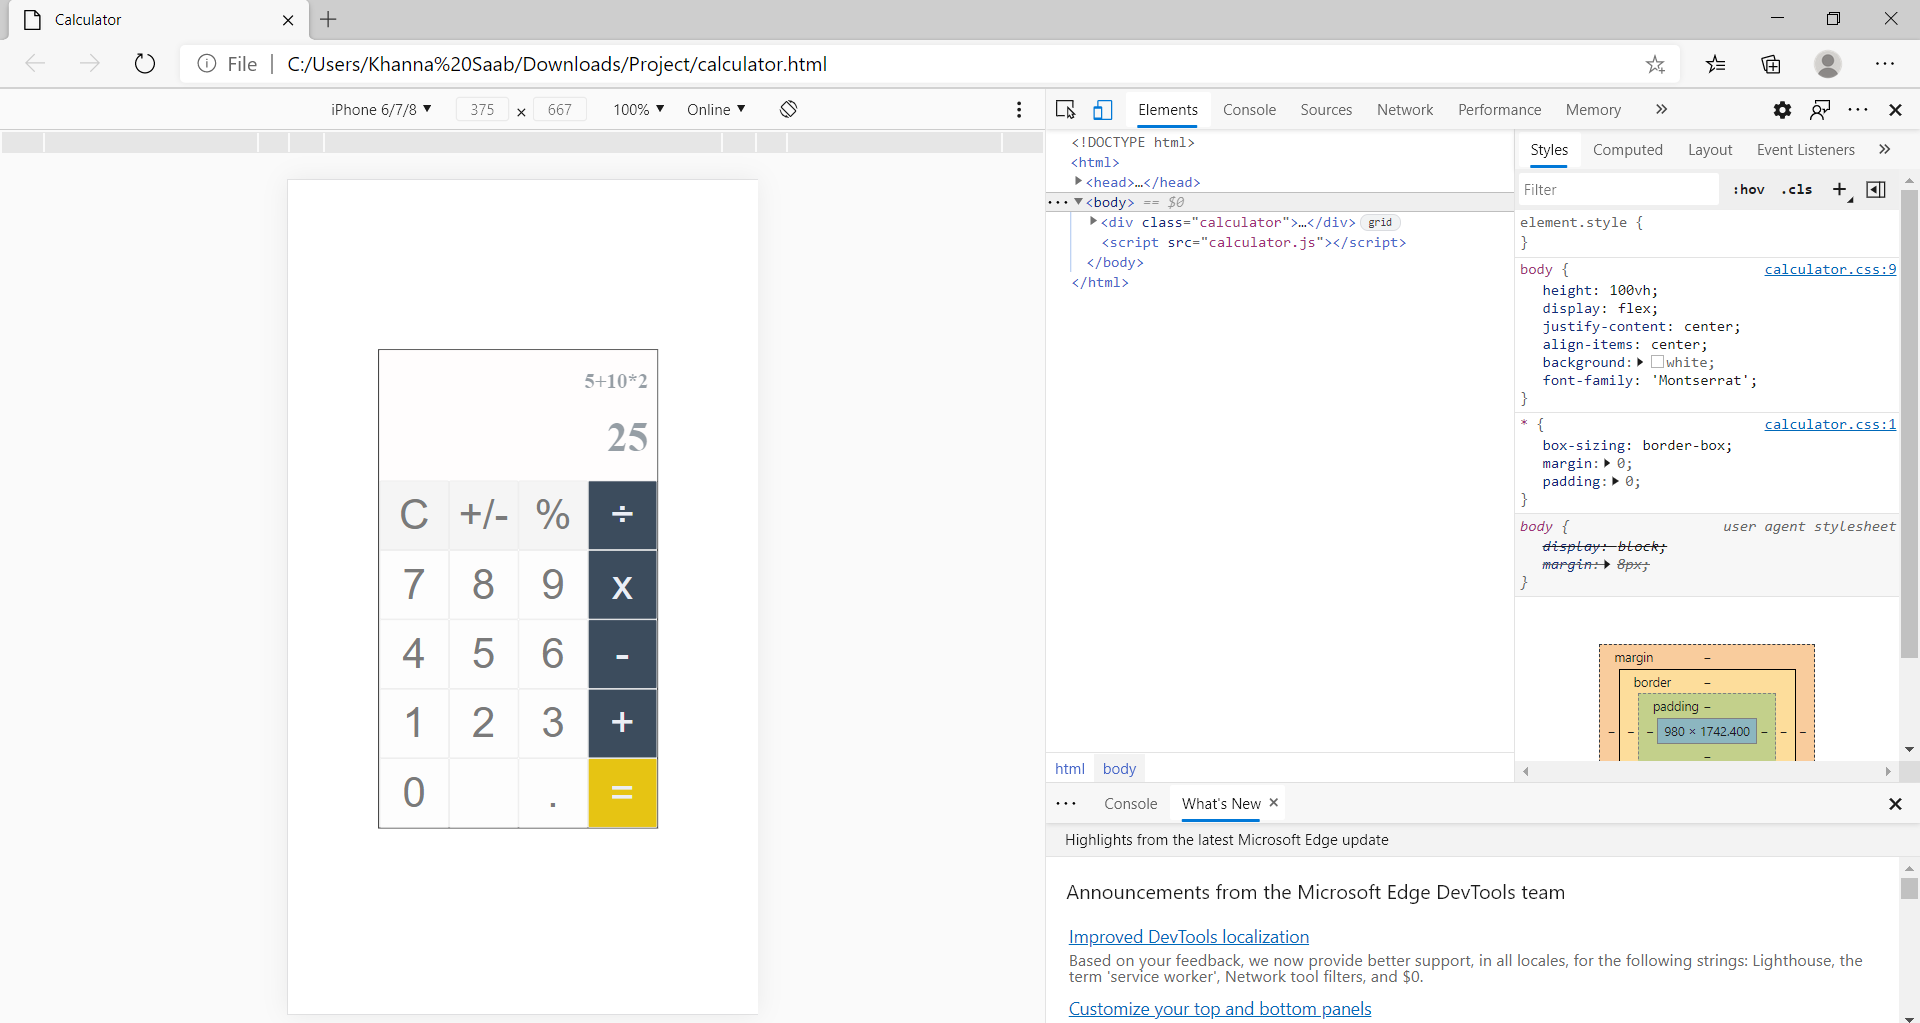 Calculator
File
C:/Users/Khanna%20Saab/Downloads/Project/calculator.html
iPhone 6/7/8 ▼ 375 × 667 100% ▼ Online ▼
5+10*2
25
C +/- % ÷
7 8 9 x
4 5 6 -
1 2 3 +
0 . =
Elements Console Sources Network Performance Memory »
<!DOCTYPE html>
<html>
<head>…</head>
<body> == $0
<div class="calculator">…</div> grid
<script src="calculator.js"></script>
</body>
</html>
html body
Styles Computed Layout Event Listeners »
Filter :hov .cls +
element.style {
}
body { calculator.css:9
height: 100vh;
display: flex;
justify-content: center;
align-items: center;
background: white;
font-family: 'Montserrat';
}
* { calculator.css:1
box-sizing: border-box;
margin: 0;
padding: 0;
}
body { user agent stylesheet
display: block;
margin: 8px;
}
margin –
border –
padding –
– – – 980 × 1742.400 – – –
–
Console What's New ×
Highlights from the latest Microsoft Edge update
Announcements from the Microsoft Edge DevTools team
Improved DevTools localization
Based on your feedback, we now provide better support, in all locales, for the following strings: Lighthouse, the
term 'service worker', Network tool filters, and $0.
Customize your top and bottom panels